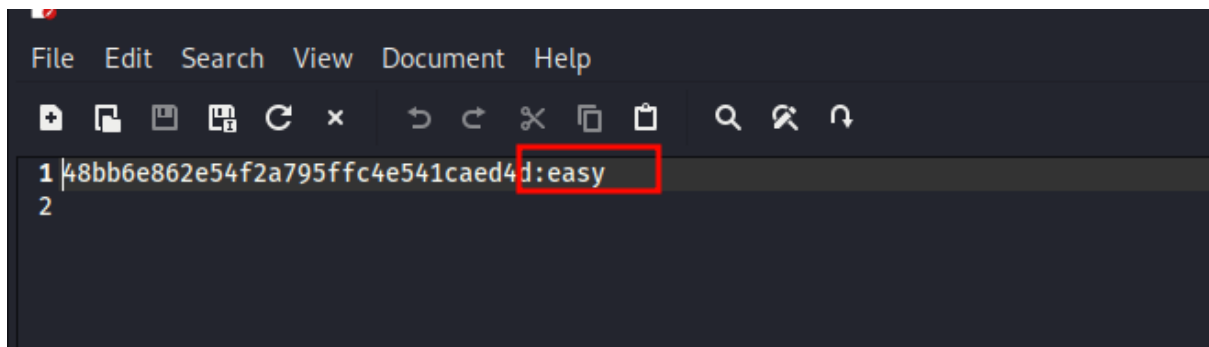 File Edit Search View Document Help
1 48bb6e862e54f2a795ffc4e541caed4d:easy
2